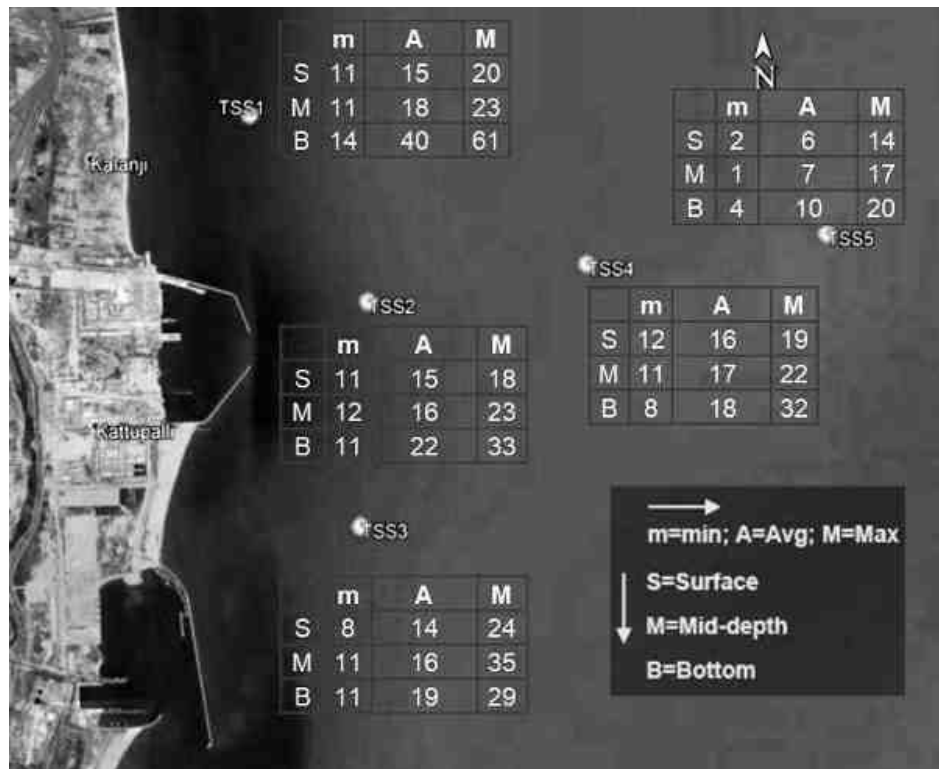 m A M
S 11 15 20
M 11 18 23
B 14 40 61
TSS1
Kalanji
N
m A M
S 2 6 14
M 1 7 17
B 4 10 20
TSS5
TSS4
m A M
S 12 16 19
M 11 17 22
B 8 18 32
TSS2
m A M
S 11 15 18
M 12 16 23
B 11 22 33
Kattupalli
TSS3
m A M
S 8 14 24
M 11 16 35
B 11 19 29
m=min; A=Avg; M=Max
S=Surface
M=Mid-depth
B=Bottom